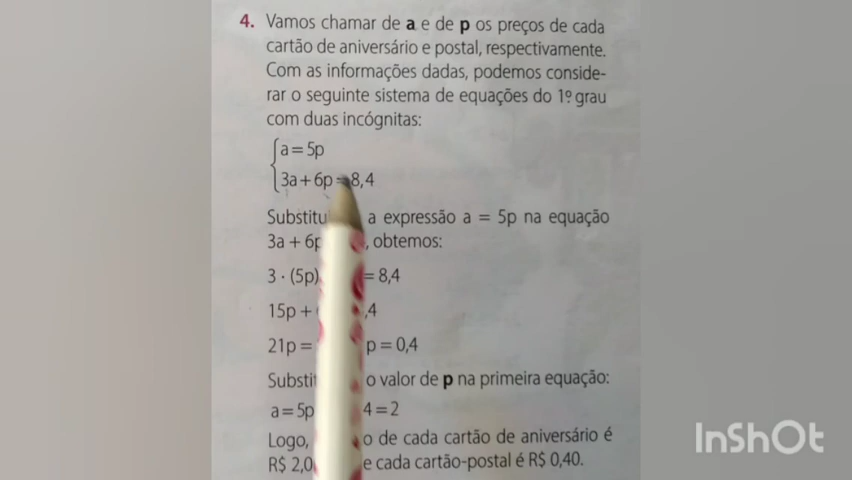 4. Vamos chamar de a e de p os preços de cada
cartão de aniversário e postal, respectivamente.
Com as informações dadas, podemos conside-
rar o seguinte sistema de equações do 1º grau
com duas incógnitas:
a = 5p
3a + 6p = 8,4
a expressão a = 5p na equação
3a + 6p , obtemos:
3 · (5p) = 8,4
15p + ,4
21p = p = 0,4
o valor de p na primeira equação:
a = 5p 4 = 2
Logo, o de cada cartão de aniversário é
R$ 2,0 e cada cartão-postal é R$ 0,40.
InShOt